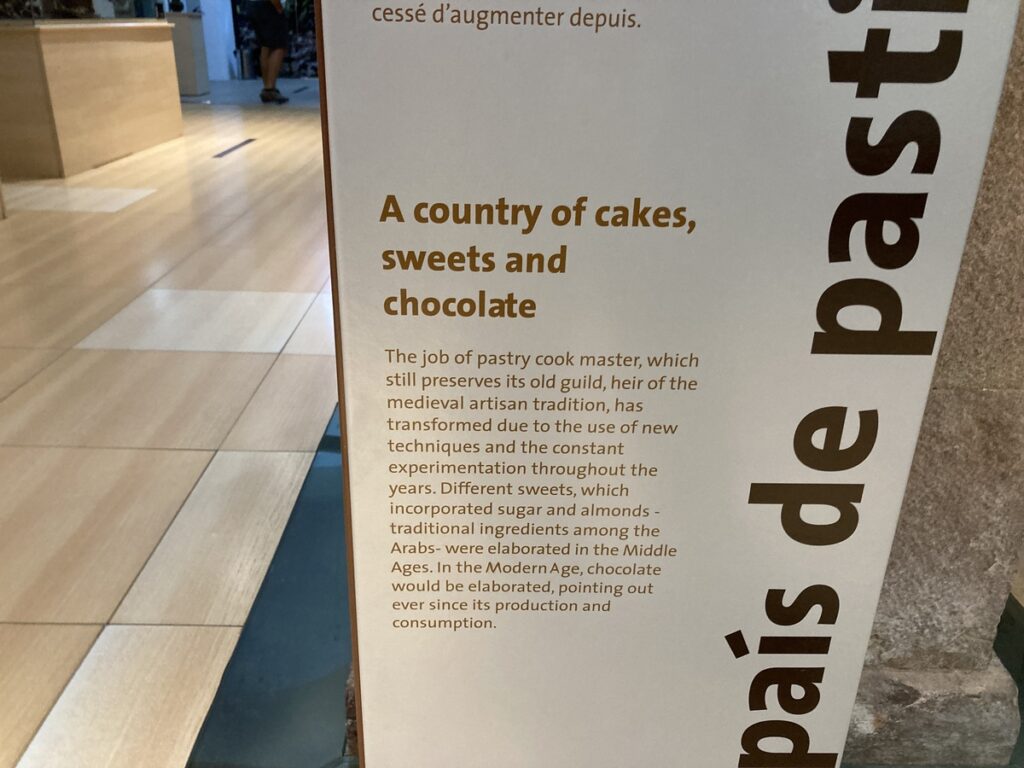 cessé d'augmenter depuis.
A country of cakes,
sweets and
chocolate
The job of pastry cook master, which
still preserves its old guild, heir of the
medieval artisan tradition, has
transformed due to the use of new
techniques and the constant
experimentation throughout the
years. Different sweets, which
incorporated sugar and almonds -
traditional ingredients among the
Arabs- were elaborated in the Middle
Ages. In the Modern Age, chocolate
would be elaborated, pointing out
ever since its production and
consumption.
país de pasti